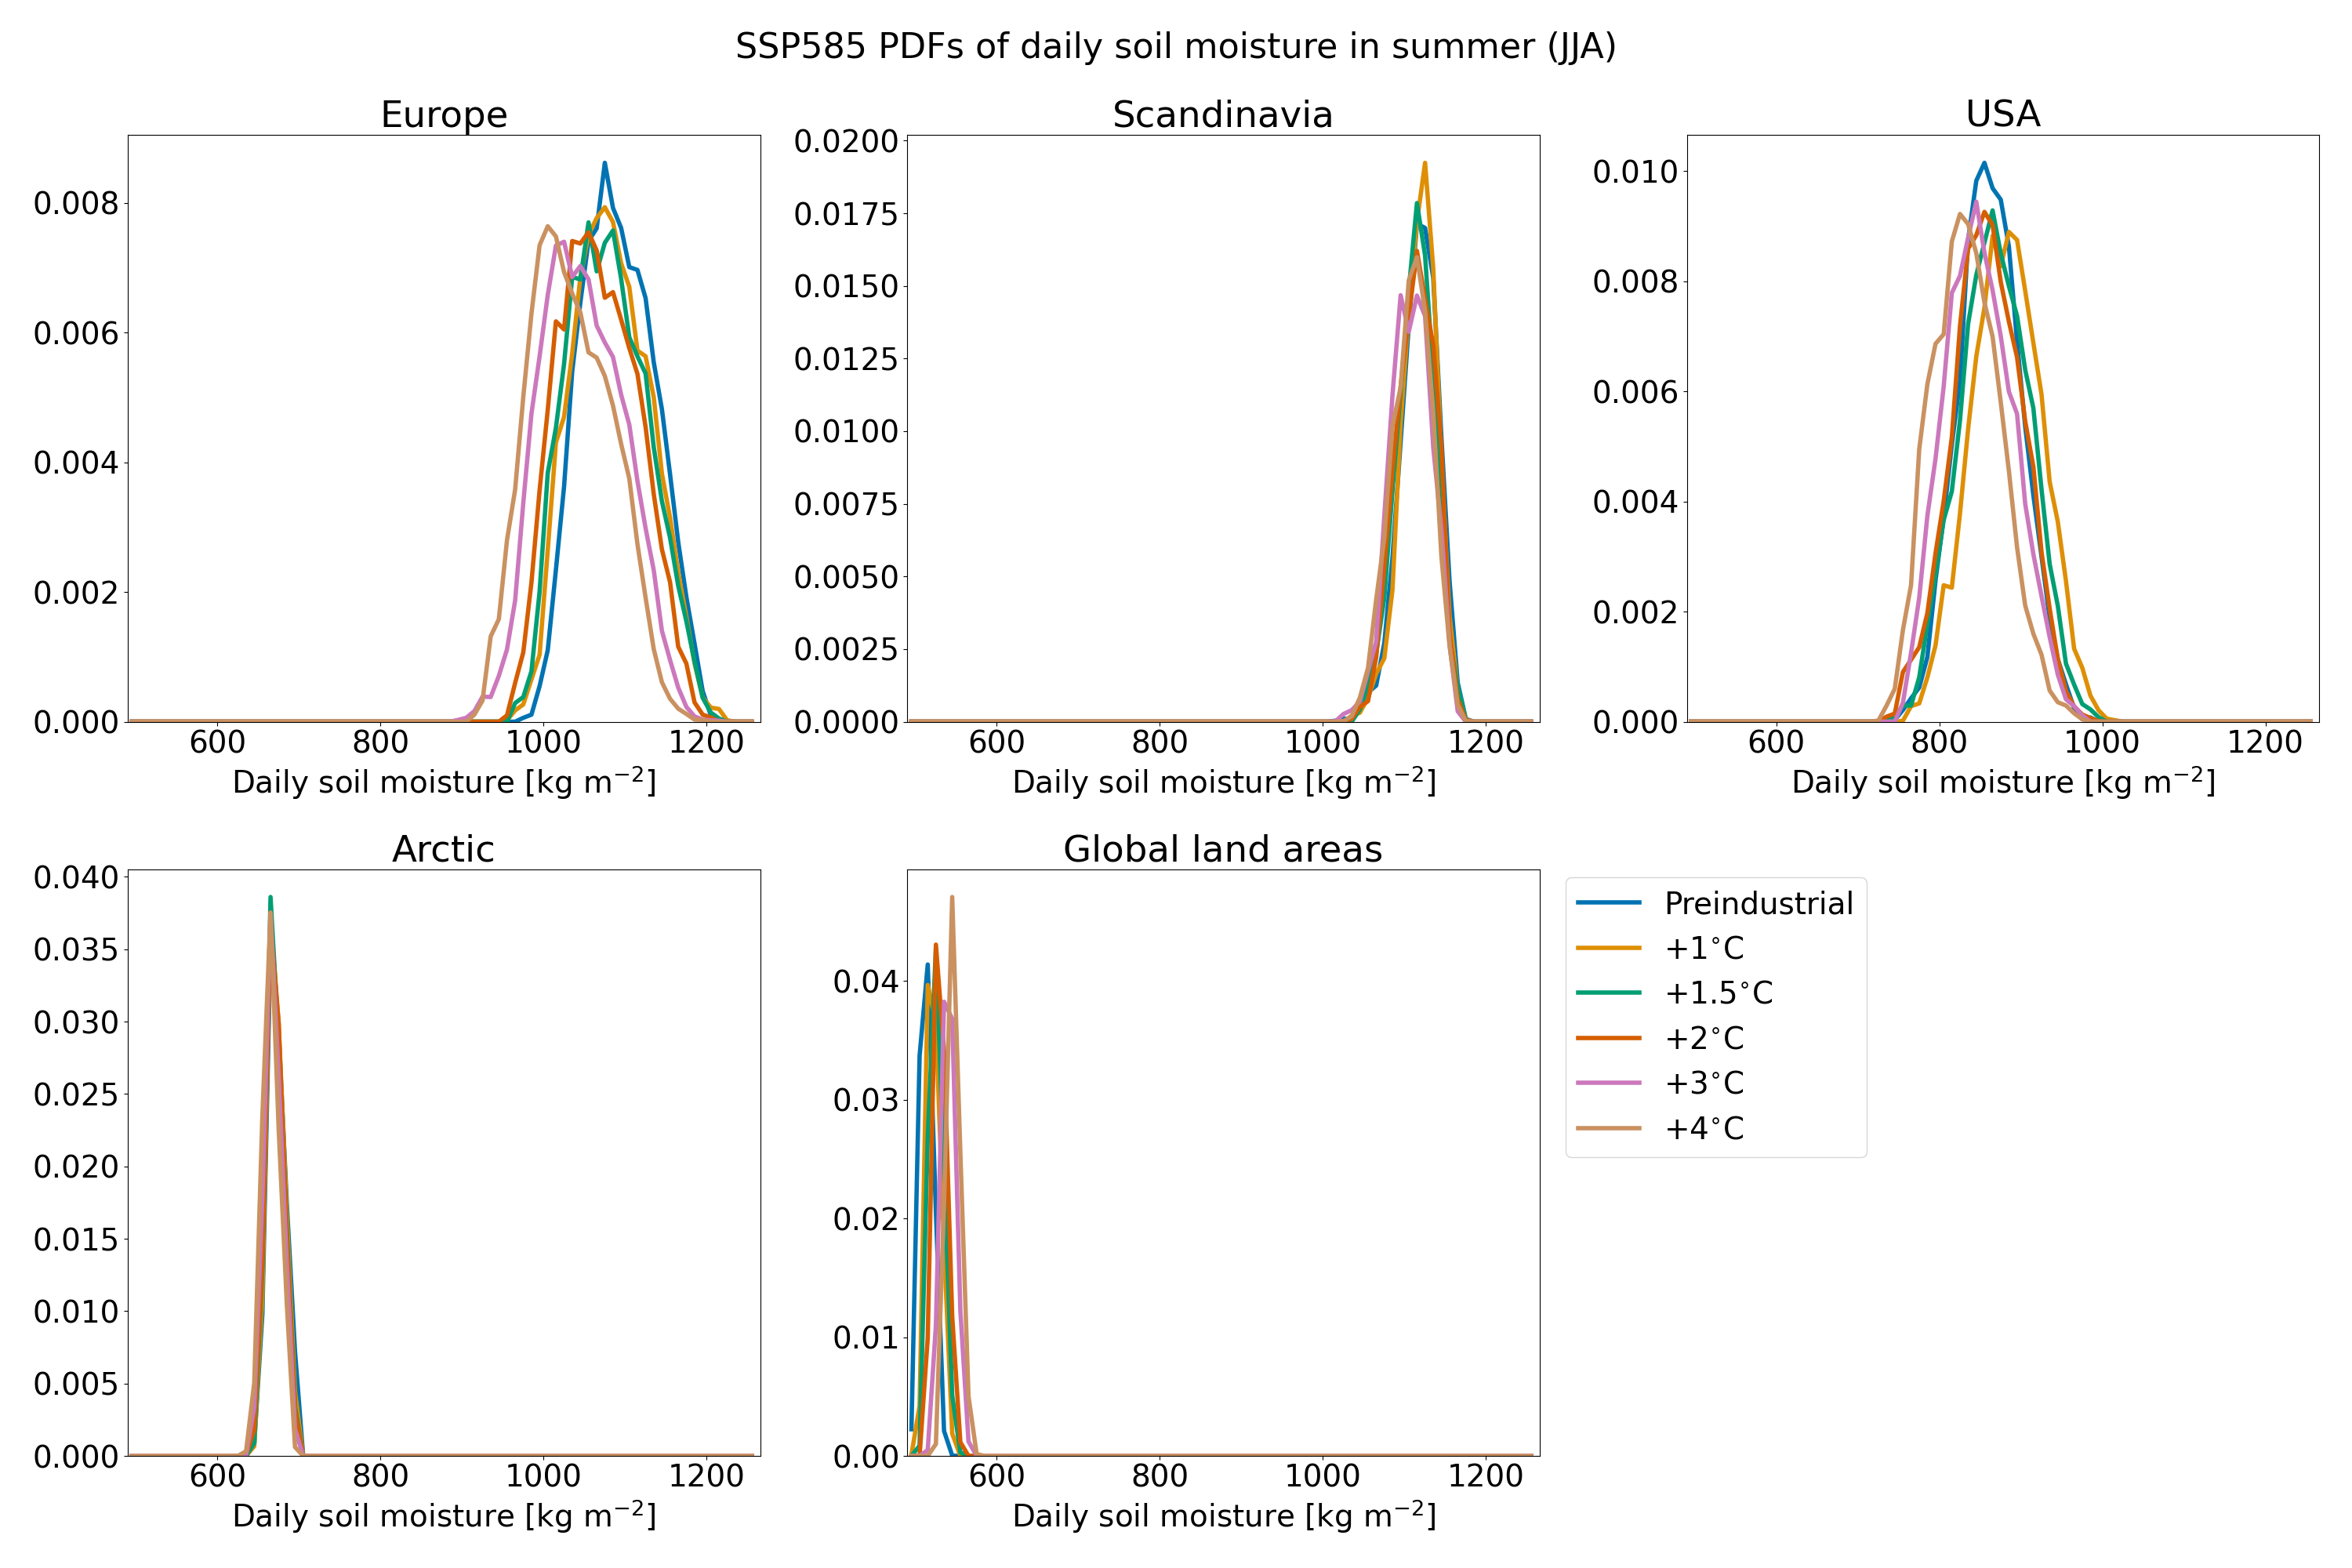 SSP585 PDFs of daily soil moisture in summer (JJA)
Europe
0.008
0.006
0.004
0.002
0.000
600 800 1000 1200
Daily soil moisture [kg m⁻²]
Scandinavia
0.0200
0.0175
0.0150
0.0125
0.0100
0.0075
0.0050
0.0025
0.0000
600 800 1000 1200
Daily soil moisture [kg m⁻²]
USA
0.010
0.008
0.006
0.004
0.002
0.000
600 800 1000 1200
Daily soil moisture [kg m⁻²]
Arctic
0.040
0.035
0.030
0.025
0.020
0.015
0.010
0.005
0.000
600 800 1000 1200
Daily soil moisture [kg m⁻²]
Global land areas
0.04
0.03
0.02
0.01
0.00
600 800 1000 1200
Daily soil moisture [kg m⁻²]
Preindustrial
+1°C
+1.5°C
+2°C
+3°C
+4°C